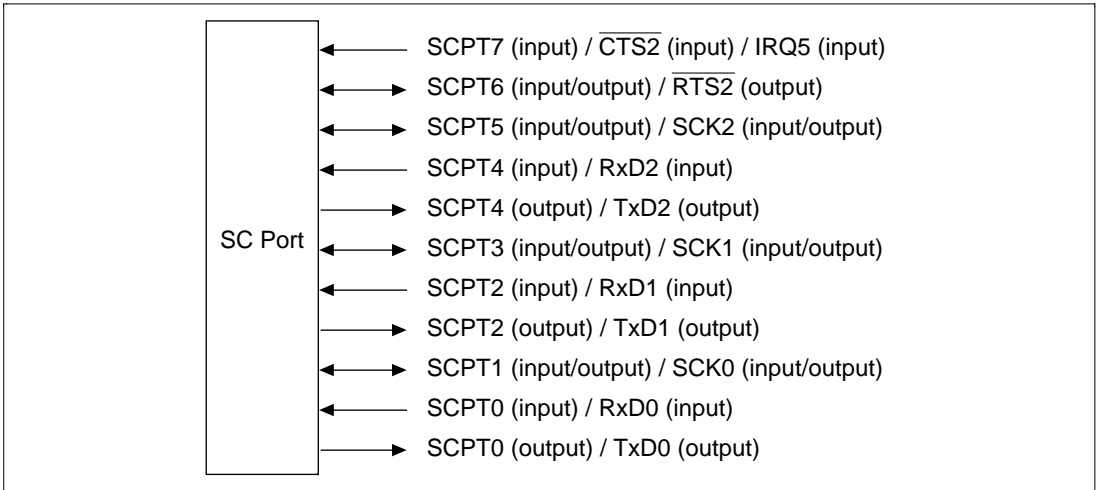 SCPT7 (input) / CTS2 (input) / IRQ5 (input)
SCPT6 (input/output) / RTS2 (output)
SCPT5 (input/output) / SCK2 (input/output)
SCPT4 (input) / RxD2 (input)
SCPT4 (output) / TxD2 (output)
SC Port
SCPT3 (input/output) / SCK1 (input/output)
SCPT2 (input) / RxD1 (input)
SCPT2 (output) / TxD1 (output)
SCPT1 (input/output) / SCK0 (input/output)
SCPT0 (input) / RxD0 (input)
SCPT0 (output) / TxD0 (output)